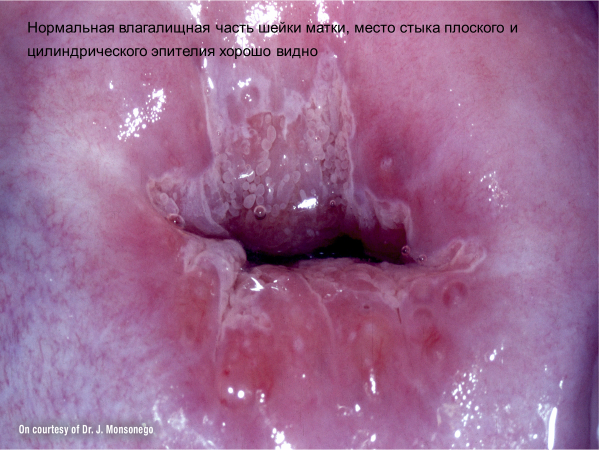 Нормальная влагалищная часть шейки матки, место стыка плоского и
цилиндрического эпителия хорошо видно
On courtesy of Dr. J. Monsonego